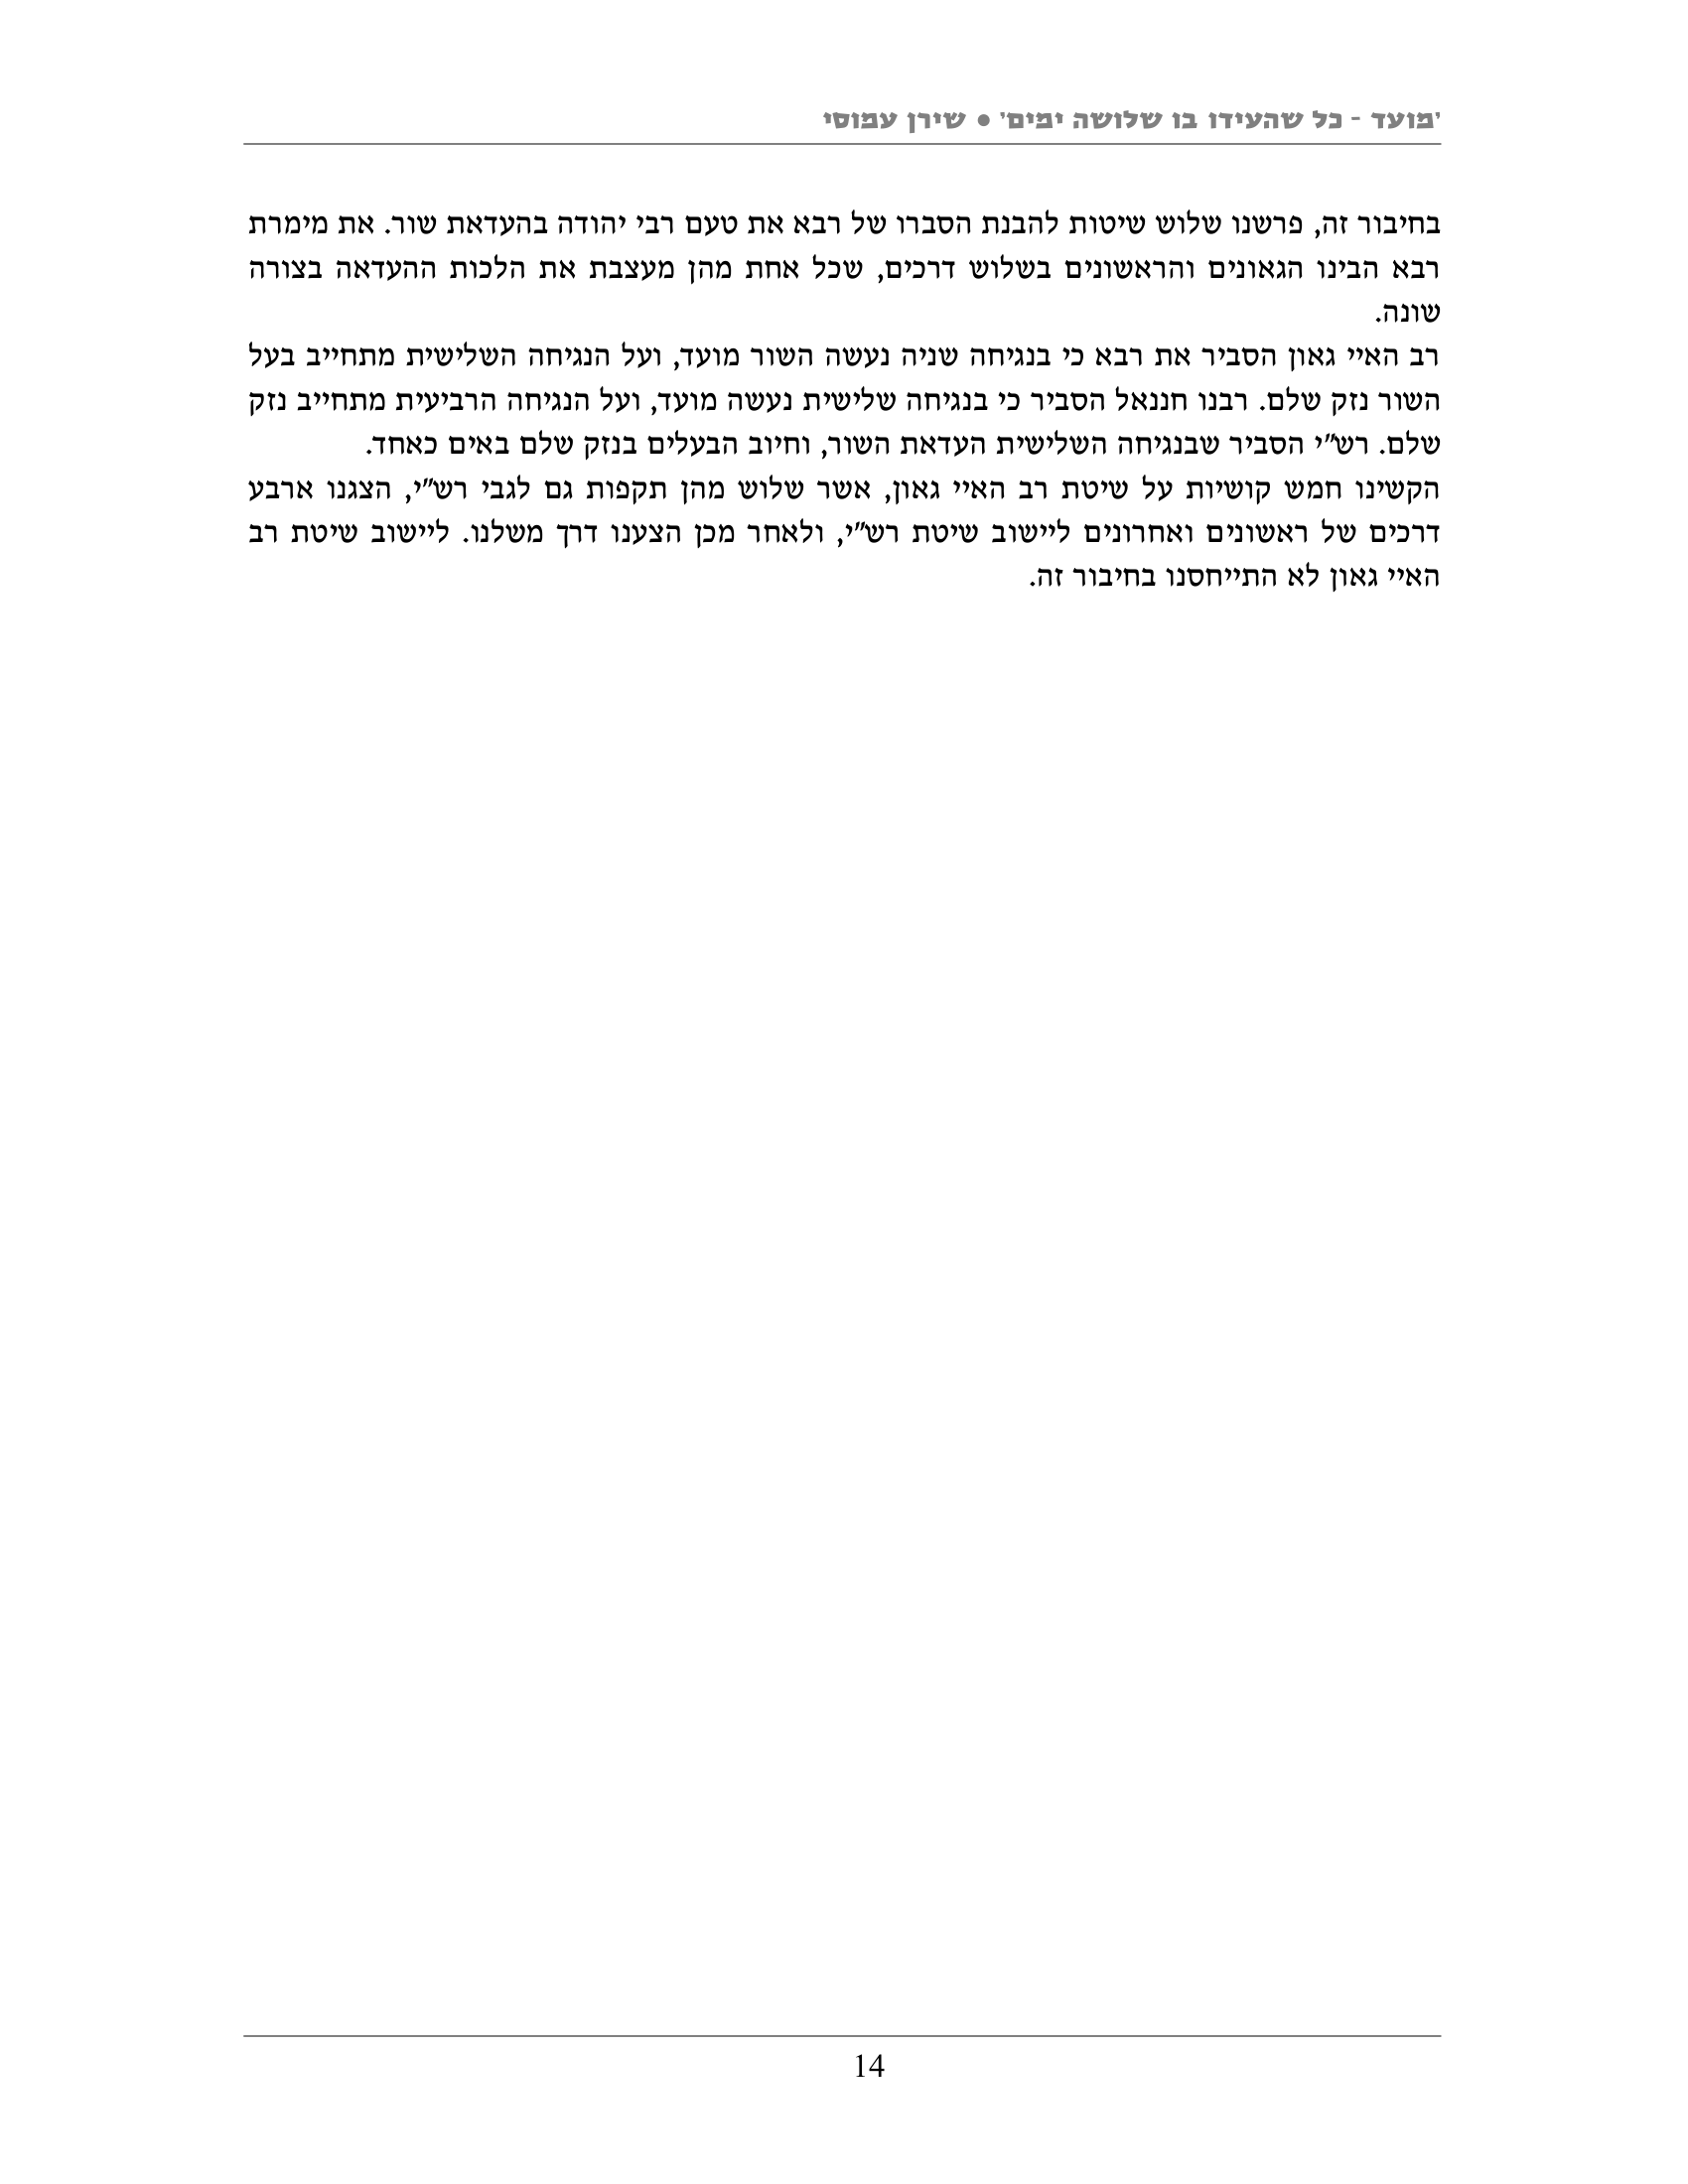 'מועד - כל שהעידו בו שלושה ימים' • שירן עמוסי
בחיבור זה, פרשנו שלוש שיטות להבנת הסברו של רבא את טעם רבי יהודה בהעדאת שור. את מימרת
רבא הבינו הגאונים והראשונים בשלוש דרכים, שכל אחת מהן מעצבת את הלכות ההעדאה בצורה
שונה.
רב האיי גאון הסביר את רבא כי בנגיחה שניה נעשה השור מועד, ועל הנגיחה השלישית מתחייב בעל
השור נזק שלם. רבנו חננאל הסביר כי בנגיחה שלישית נעשה מועד, ועל הנגיחה הרביעית מתחייב נזק
שלם. רש"י הסביר שבנגיחה השלישית העדאת השור, וחיוב הבעלים בנזק שלם באים כאחד.
הקשינו חמש קושיות על שיטת רב האיי גאון, אשר שלוש מהן תקפות גם לגבי רש"י, הצגנו ארבע
דרכים של ראשונים ואחרונים ליישוב שיטת רש"י, ולאחר מכן הצענו דרך משלנו. ליישוב שיטת רב
האיי גאון לא התייחסנו בחיבור זה.
14